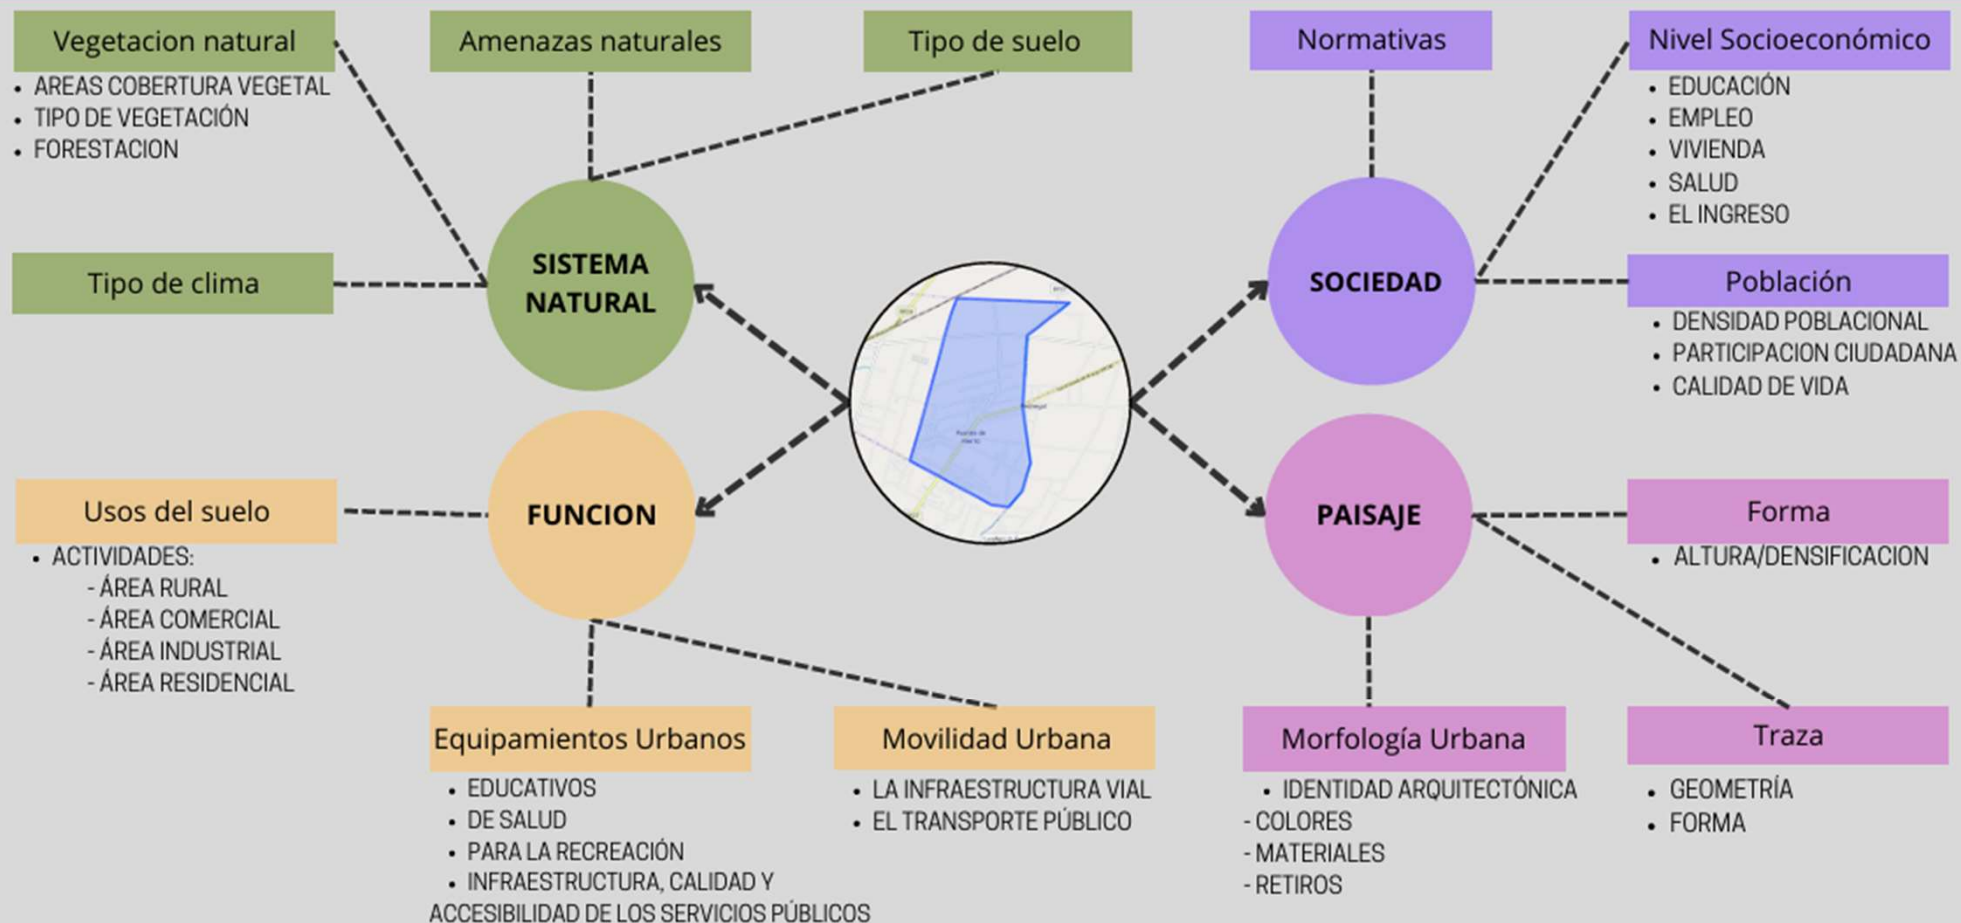 Vegetacion natural
• AREAS COBERTURA VEGETAL
• TIPO DE VEGETACIÓN
• FORESTACION
Amenazas naturales
Tipo de suelo
Tipo de clima
SISTEMA
NATURAL
Normativas
Nivel Socioeconómico
• EDUCACIÓN
• EMPLEO
• VIVIENDA
• SALUD
• EL INGRESO
SOCIEDAD
Población
• DENSIDAD POBLACIONAL
• PARTICIPACION CIUDADANA
• CALIDAD DE VIDA
Usos del suelo
• ACTIVIDADES:
- ÁREA RURAL
- ÁREA COMERCIAL
- ÁREA INDUSTRIAL
- ÁREA RESIDENCIAL
FUNCION
Equipamientos Urbanos
• EDUCATIVOS
• DE SALUD
• PARA LA RECREACIÓN
• INFRAESTRUCTURA, CALIDAD Y
ACCESIBILIDAD DE LOS SERVICIOS PÚBLICOS
Movilidad Urbana
• LA INFRAESTRUCTURA VIAL
• EL TRANSPORTE PÚBLICO
PAISAJE
Forma
• ALTURA/DENSIFICACION
Morfología Urbana
• IDENTIDAD ARQUITECTÓNICA
- COLORES
- MATERIALES
- RETIROS
Traza
• GEOMETRÍA
• FORMA